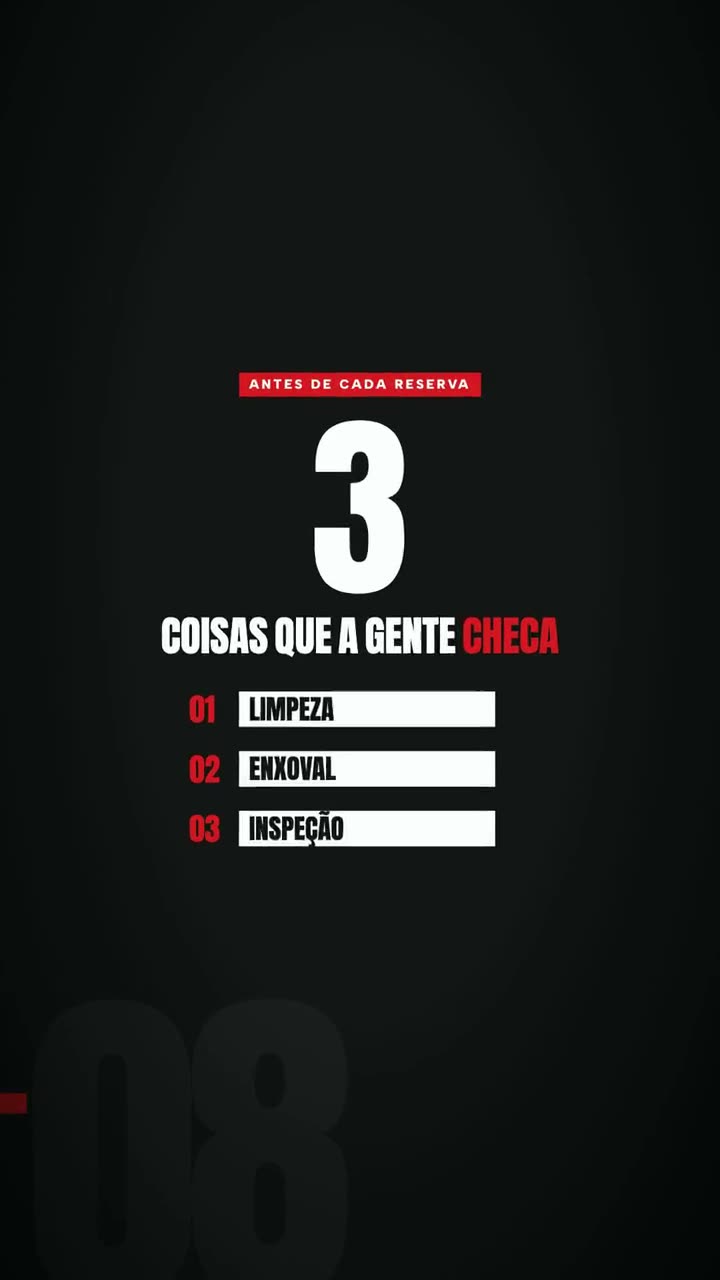 ANTES DE CADA RESERVA
3
COISAS QUE A GENTE CHECA
01 LIMPEZA
02 ENXOVAL
03 INSPEÇÃO
08